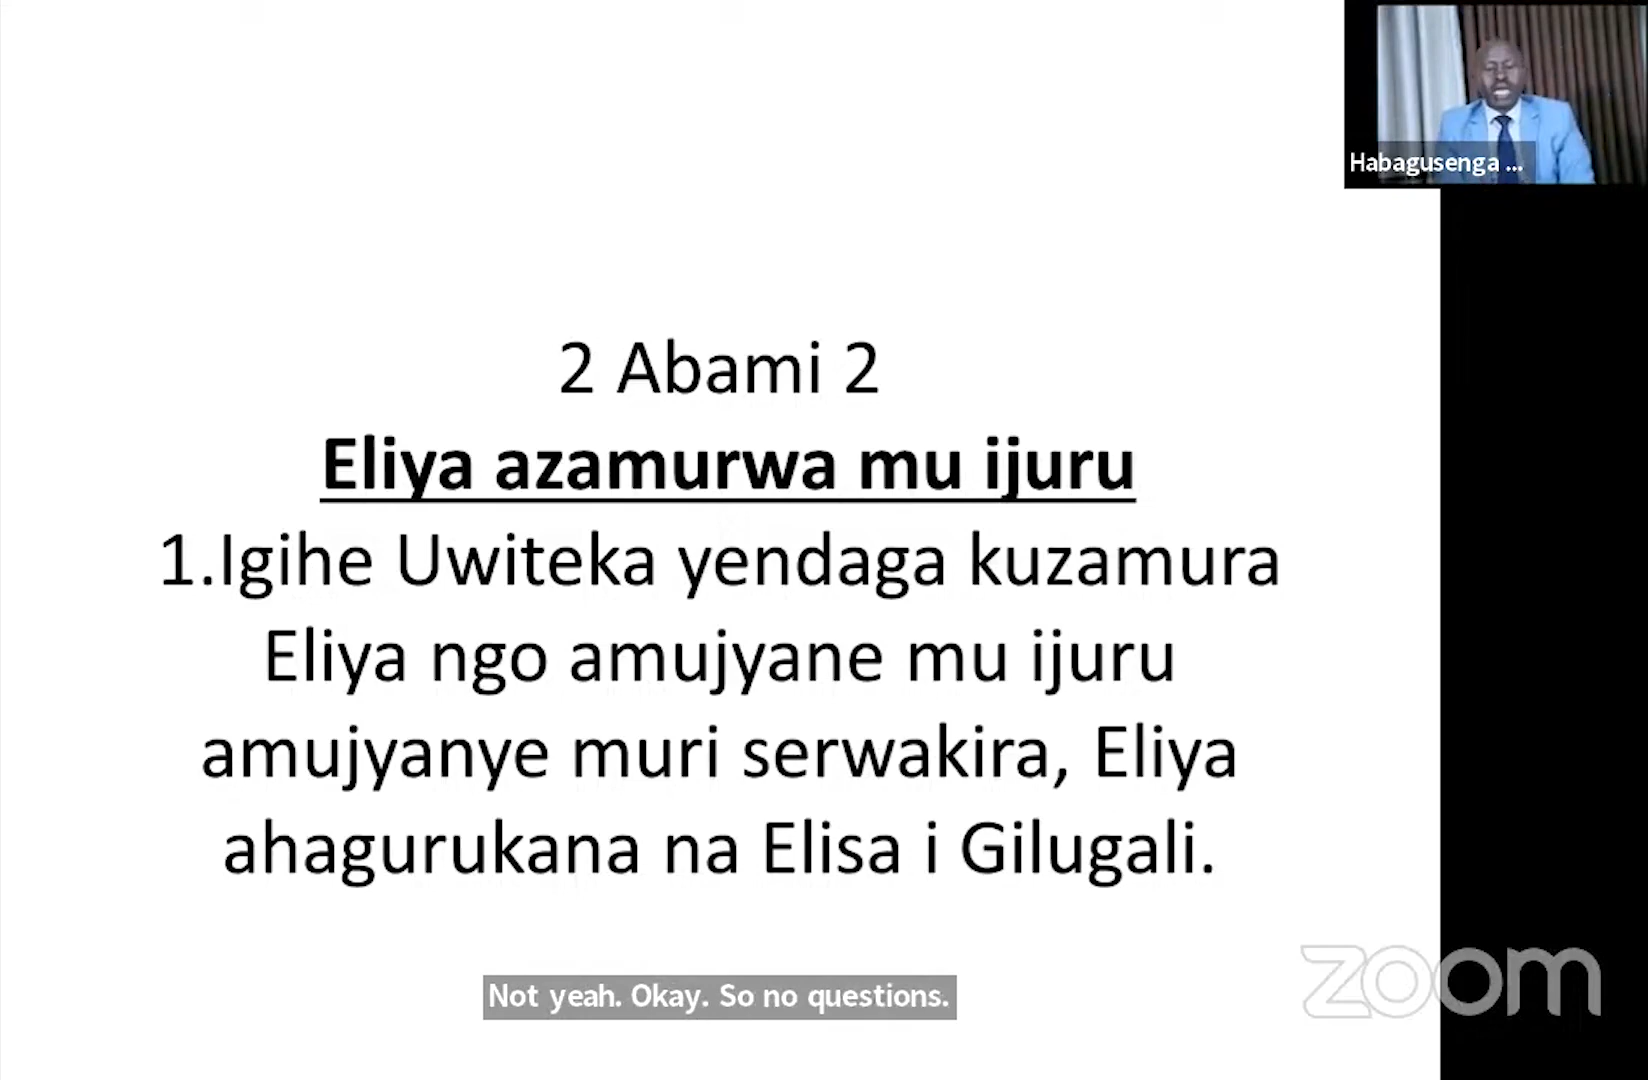 Habagusenga ...
2 Abami 2
Eliya azamurwa mu ijuru
1.Igihe Uwiteka yendaga kuzamura
Eliya ngo amujyane mu ijuru
amujyanye muri serwakira, Eliya
ahagurukana na Elisa i Gilugali.
Not yeah. Okay. So no questions.
zoom